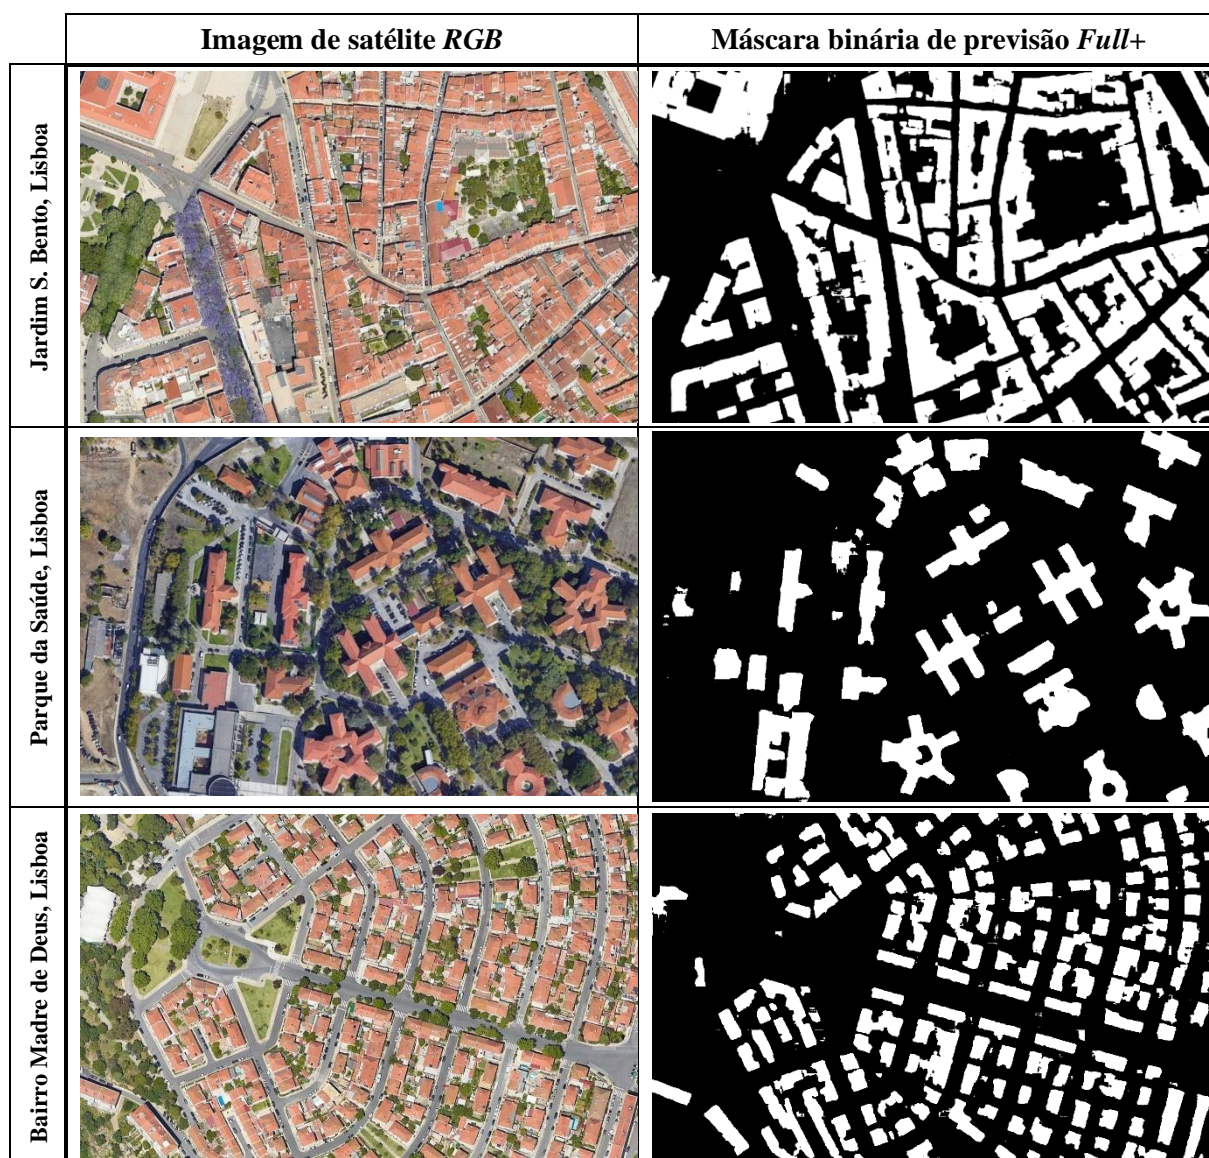 Imagem de satélite RGB
Máscara binária de previsão Full+
Jardim S. Bento, Lisboa
Parque da Saúde, Lisboa
Bairro Madre de Deus, Lisboa